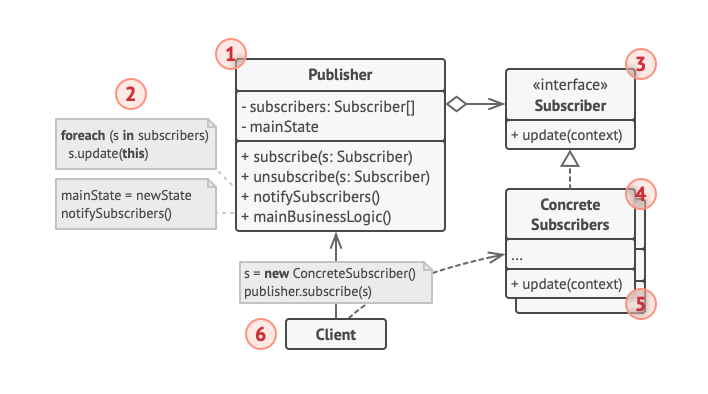 1
Publisher
- subscribers: Subscriber[]
- mainState
+ subscribe(s: Subscriber)
+ unsubscribe(s: Subscriber)
+ notifySubscribers()
+ mainBusinessLogic()
2
foreach (s in subscribers)
s.update(this)
mainState = newState
notifySubscribers()
3
«interface»
Subscriber
+ update(context)
4
Concrete
Subscribers
...
+ update(context)
5
s = new ConcreteSubscriber()
publisher.subscribe(s)
6
Client